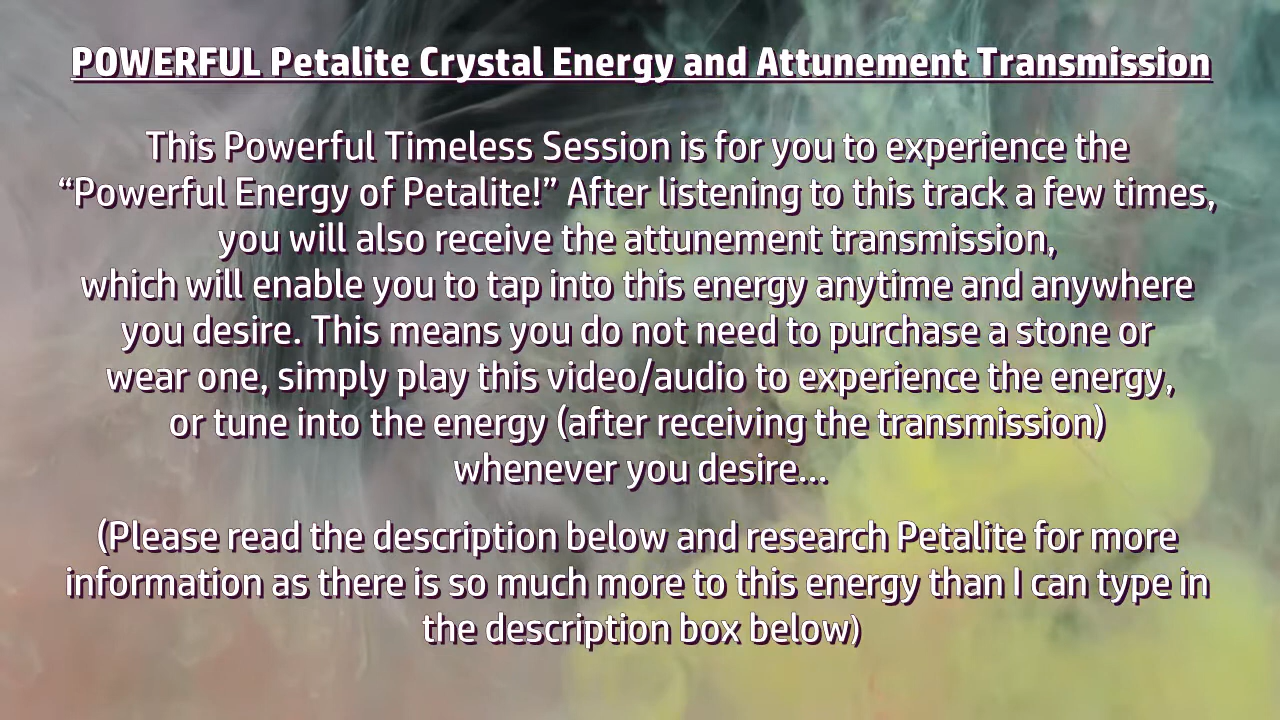 POWERFUL Petalite Crystal Energy and Attunement Transmission
This Powerful Timeless Session is for you to experience the
“Powerful Energy of Petalite!” After listening to this track a few times,
you will also receive the attunement transmission,
which will enable you to tap into this energy anytime and anywhere
you desire. This means you do not need to purchase a stone or
wear one, simply play this video/audio to experience the energy,
or tune into the energy (after receiving the transmission)
whenever you desire...
(Please read the description below and research Petalite for more
information as there is so much more to this energy than I can type in
the description box below)